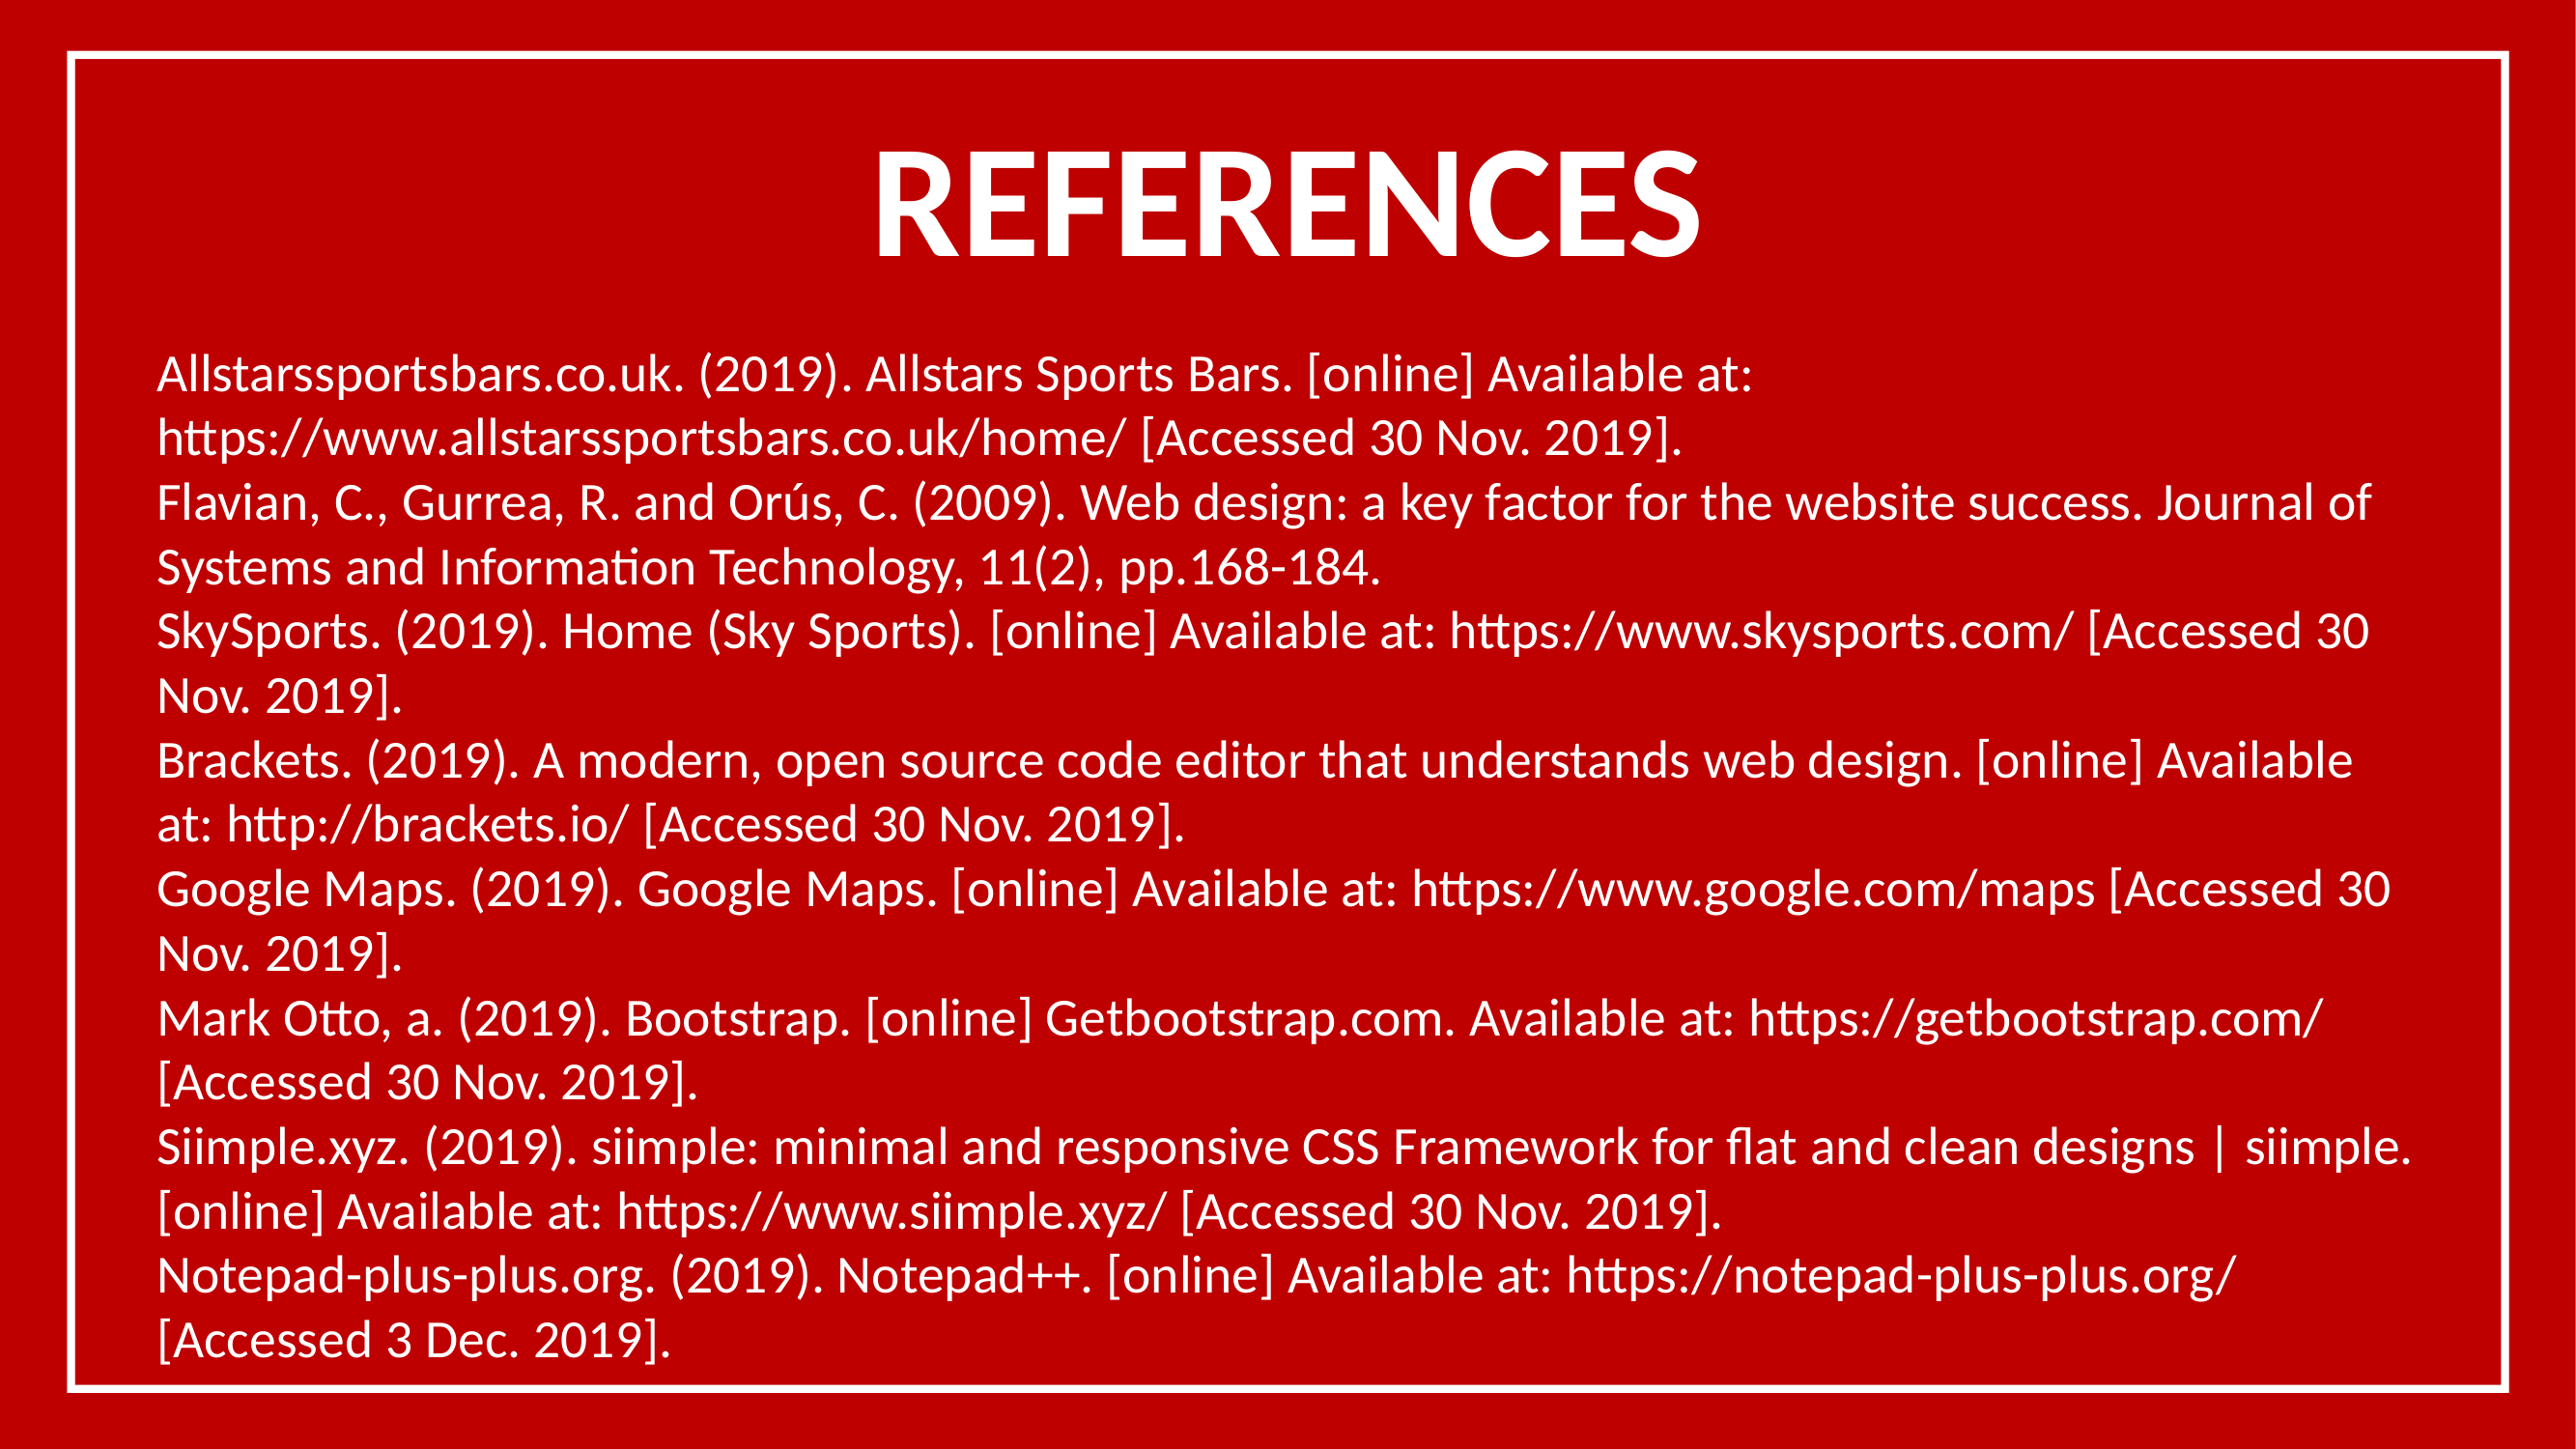 REFERENCES
Allstarssportsbars.co.uk. (2019). Allstars Sports Bars. [online] Available at:
https://www.allstarssportsbars.co.uk/home/ [Accessed 30 Nov. 2019].
Flavian, C., Gurrea, R. and Orús, C. (2009). Web design: a key factor for the website success. Journal of
Systems and Information Technology, 11(2), pp.168-184.
SkySports. (2019). Home (Sky Sports). [online] Available at: https://www.skysports.com/ [Accessed 30
Nov. 2019].
Brackets. (2019). A modern, open source code editor that understands web design. [online] Available
at: http://brackets.io/ [Accessed 30 Nov. 2019].
Google Maps. (2019). Google Maps. [online] Available at: https://www.google.com/maps [Accessed 30
Nov. 2019].
Mark Otto, a. (2019). Bootstrap. [online] Getbootstrap.com. Available at: https://getbootstrap.com/
[Accessed 30 Nov. 2019].
Siimple.xyz. (2019). siimple: minimal and responsive CSS Framework for flat and clean designs | siimple.
[online] Available at: https://www.siimple.xyz/ [Accessed 30 Nov. 2019].
Notepad-plus-plus.org. (2019). Notepad++. [online] Available at: https://notepad-plus-plus.org/
[Accessed 3 Dec. 2019].